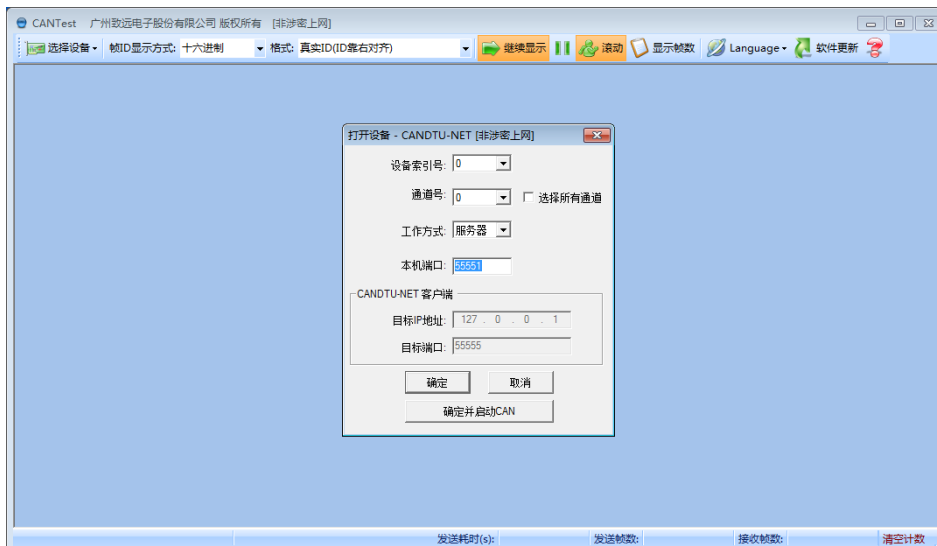 CANTest 广州致远电子股份有限公司 版权所有 [非涉密上网]
选择设备 帧ID显示方式: 十六进制 格式: 真实ID(ID靠右对齐) 继续显示 滚动 显示帧数 Language 软件更新
打开设备 - CANDTU-NET [非涉密上网]
设备索引号: 0
通道号: 0 选择所有通道
工作方式: 服务器
本机端口: 55551
CANDTU-NET 客户端
目标IP地址: 127 . 0 . 0 . 1
目标端口: 55555
确定 取消
确定并启动CAN
发送耗时(s): 发送帧数: 接收帧数: 清空计数